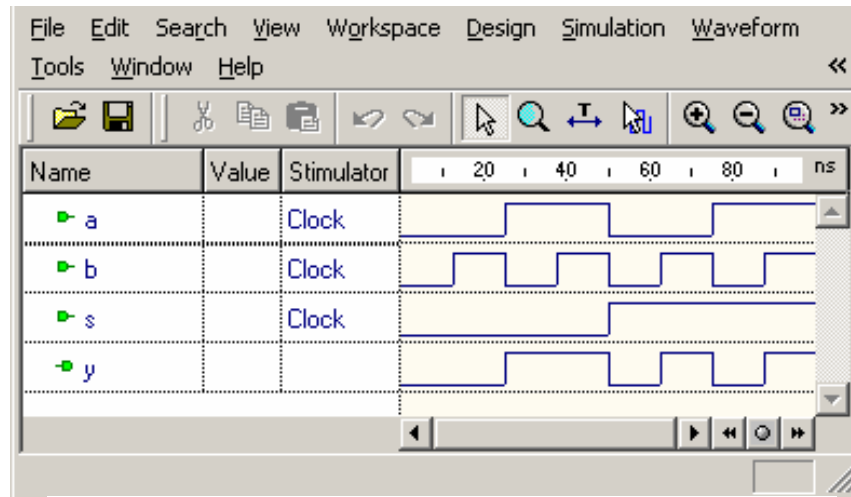 File Edit Search View Workspace Design Simulation Waveform
Tools Window Help
Name Value Stimulator 20 40 60 80 ns
a Clock
b Clock
s Clock
y